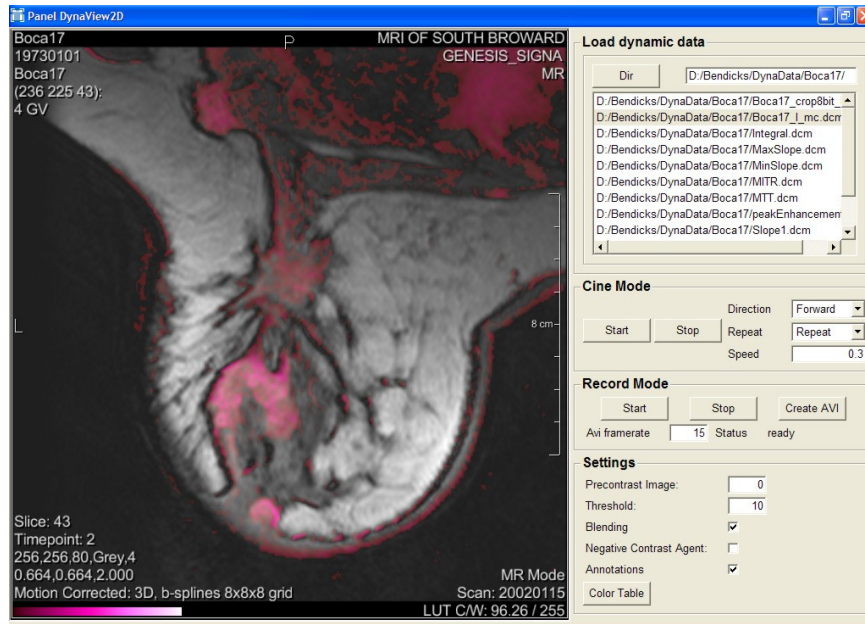 Panel DynaView2D
Boca17
19730101
Boca17
(236 225 43):
4 GV
P
MRI OF SOUTH BROWARD
GENESIS_SIGNA
MR
L
8 cm
Slice: 43
Timepoint: 2
256,256,80,Grey,4
0.664,0.664,2.000
Motion Corrected: 3D, b-splines 8x8x8 grid
MR Mode
Scan: 20020115
LUT C/W: 96.26 / 255
Load dynamic data
Dir D:/Bendicks/DynaData/Boca17/
D:/Bendicks/DynaData/Boca17/Boca17_crop8bit_
D:/Bendicks/DynaData/Boca17/Boca17_I_mc.dcm
D:/Bendicks/DynaData/Boca17/Integral.dcm
D:/Bendicks/DynaData/Boca17/MaxSlope.dcm
D:/Bendicks/DynaData/Boca17/MinSlope.dcm
D:/Bendicks/DynaData/Boca17/MITR.dcm
D:/Bendicks/DynaData/Boca17/MTT.dcm
D:/Bendicks/DynaData/Boca17/peakEnhancemen
D:/Bendicks/DynaData/Boca17/Slope1.dcm
Cine Mode
Direction Forward
Start Stop Repeat Repeat
Speed 0.3
Record Mode
Start Stop Create AVI
Avi framerate 15 Status ready
Settings
Precontrast Image: 0
Threshold: 10
Blending
Negative Contrast Agent:
Annotations
Color Table